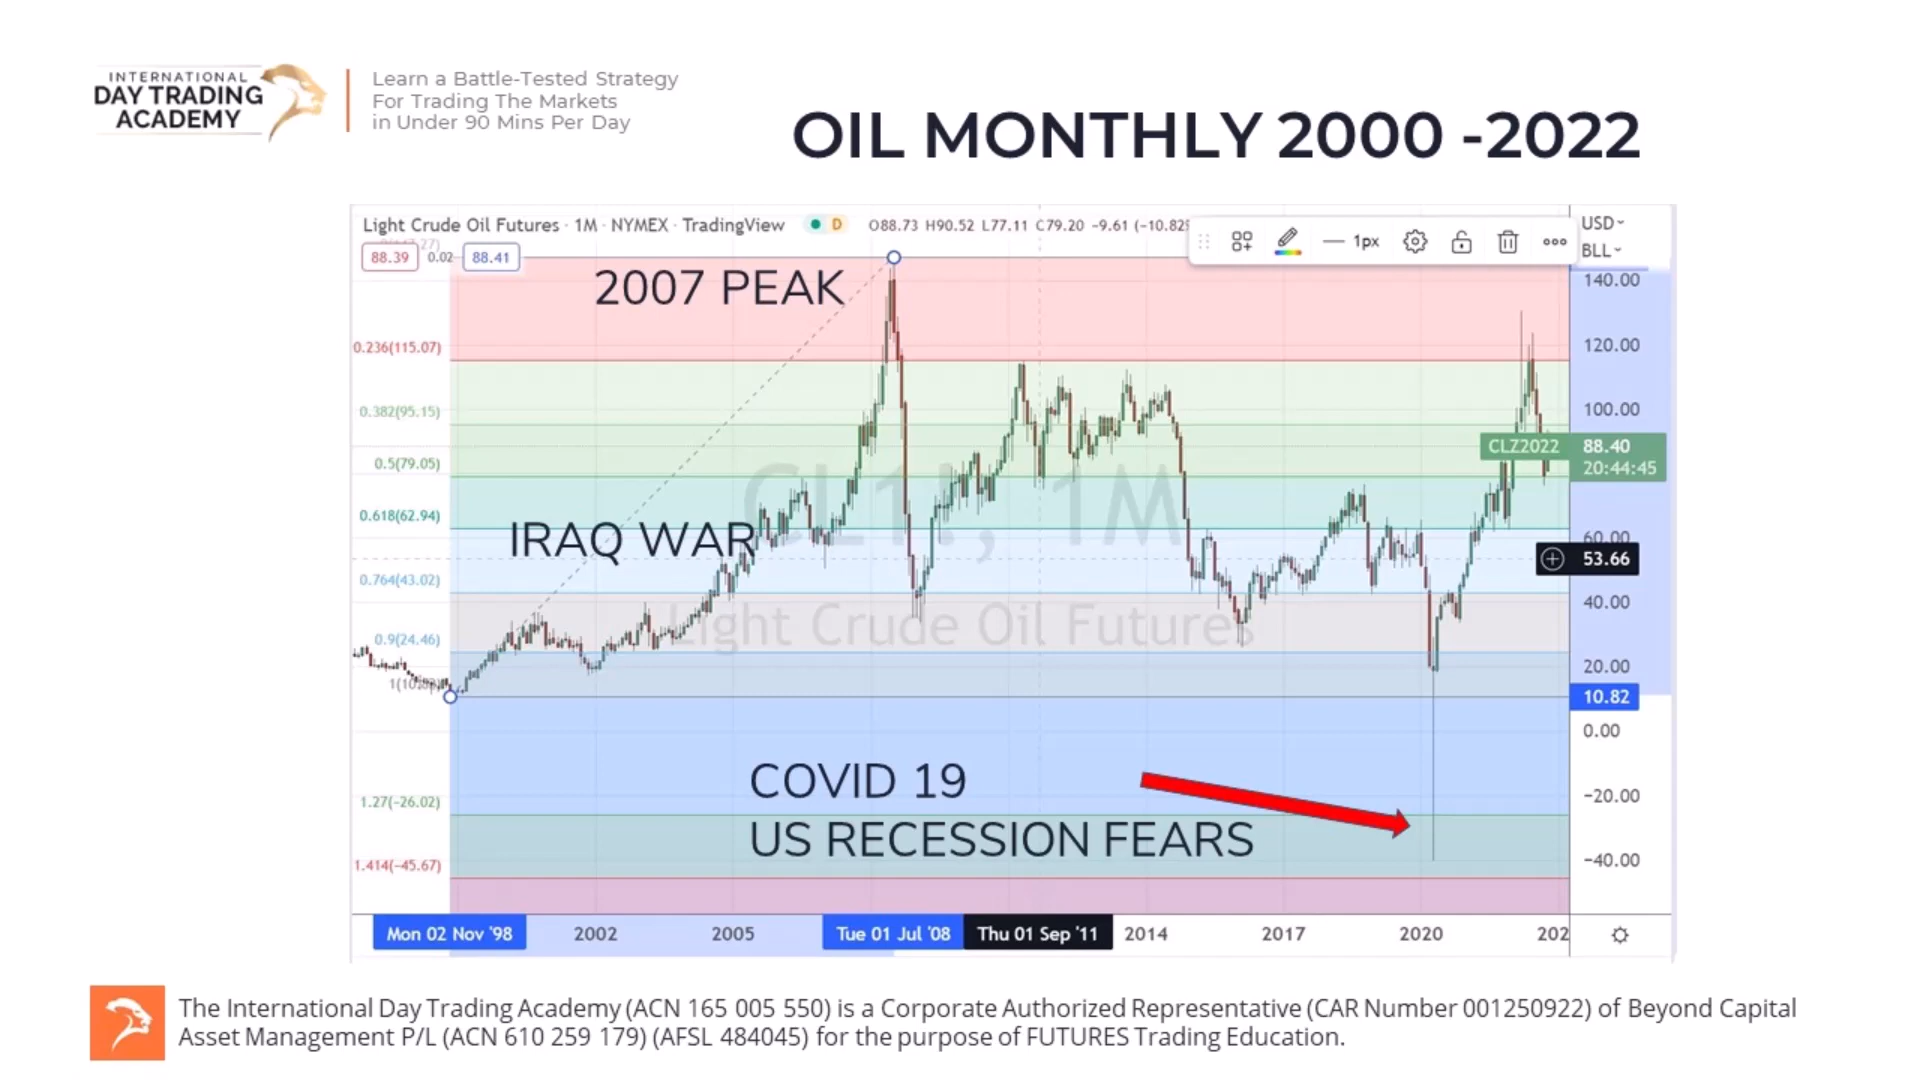 INTERNATIONAL
DAY TRADING
ACADEMY
Learn a Battle-Tested Strategy
For Trading The Markets
in Under 90 Mins Per Day
OIL MONTHLY 2000 -2022
Light Crude Oil Futures · 1M · NYMEX · TradingView D O88.73 H90.52 L77.11 C79.20 -9.61 (-10.82
1px
USD
BLL
88.39 0.02 88.41
2007 PEAK
140.00
0.236(115.07)
120.00
0.382(95.15)
100.00
CLZ2022 88.40
20:44:45
0.5(79.05)
CL1!, 1M
0.618(62.94)
IRAQ WAR
60.00
53.66
0.764(43.02)
40.00
Light Crude Oil Futures
0.9(24.46)
20.00
10.82
0.00
COVID 19
US RECESSION FEARS
1.27(-26.02)
-20.00
1.414(-45.67)
-40.00
Mon 02 Nov '98 2002 2005 Tue 01 Jul '08 Thu 01 Sep '11 2014 2017 2020 202
The International Day Trading Academy (ACN 165 005 550) is a Corporate Authorized Representative (CAR Number 001250922) of Beyond Capital
Asset Management P/L (ACN 610 259 179) (AFSL 484045) for the purpose of FUTURES Trading Education.